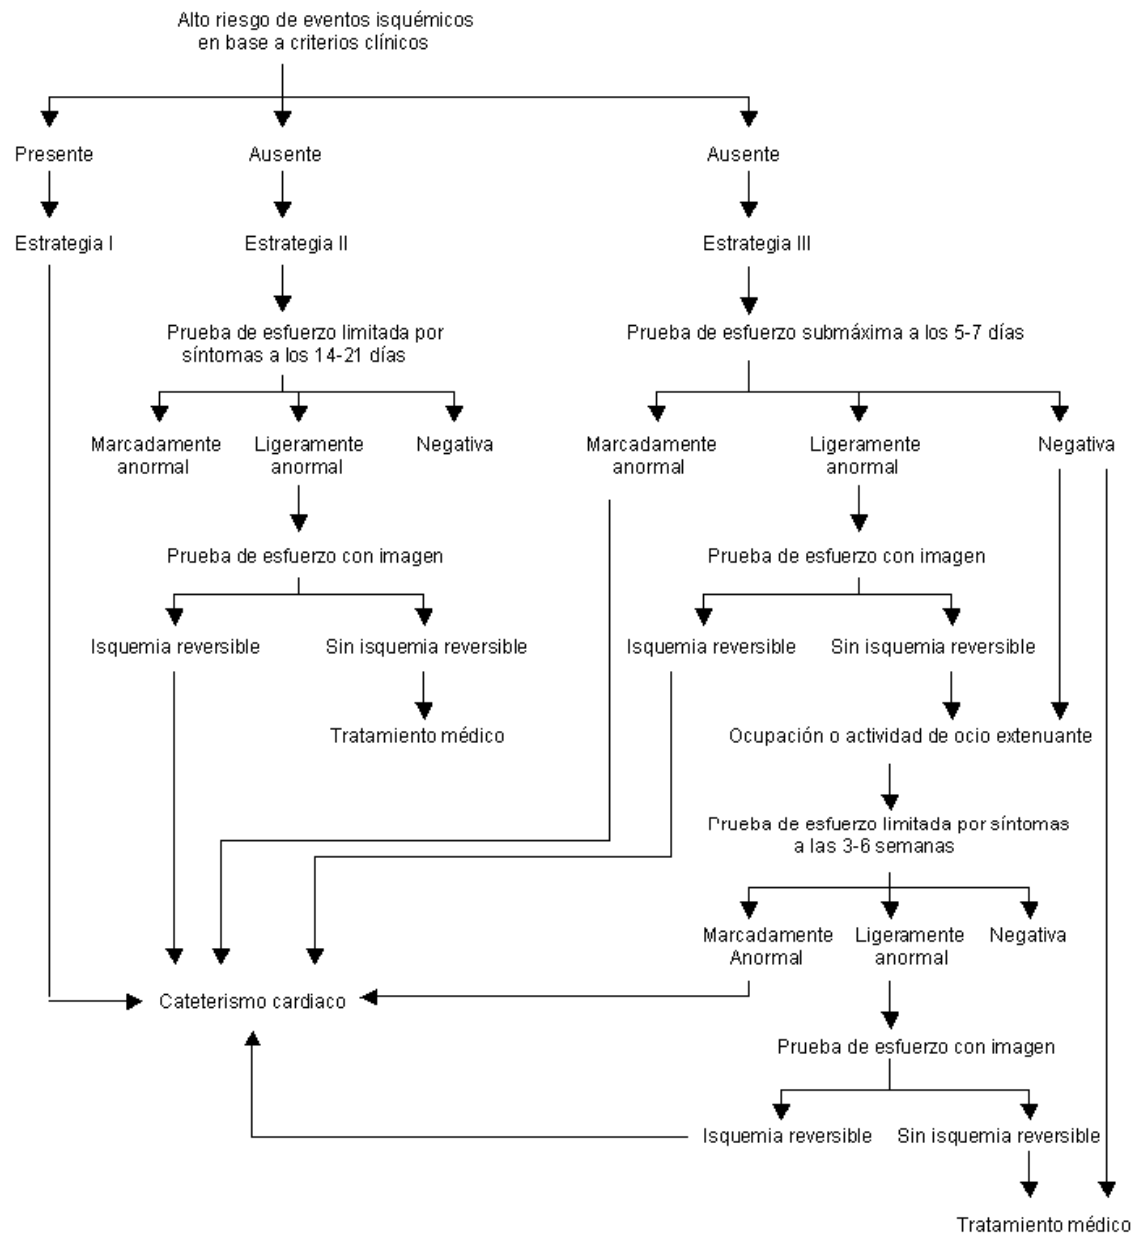 Alto riesgo de eventos isquémicos
en base a criterios clínicos
Presente
Ausente
Ausente
Estrategia I
Estrategia II
Estrategia III
Prueba de esfuerzo limitada por
síntomas a los 14-21 días
Prueba de esfuerzo submáxima a los 5-7 días
Marcadamente
anormal
Ligeramente
anormal
Negativa
Marcadamente
anormal
Ligeramente
anormal
Negativa
Prueba de esfuerzo con imagen
Prueba de esfuerzo con imagen
Isquemia reversible
Sin isquemia reversible
Isquemia reversible
Sin isquemia reversible
Tratamiento médico
Ocupación o actividad de ocio extenuante
Prueba de esfuerzo limitada por síntomas
a las 3-6 semanas
Marcadamente
Anormal
Ligeramente
anormal
Negativa
Cateterismo cardiaco
Prueba de esfuerzo con imagen
Isquemia reversible
Sin isquemia reversible
Tratamiento médico